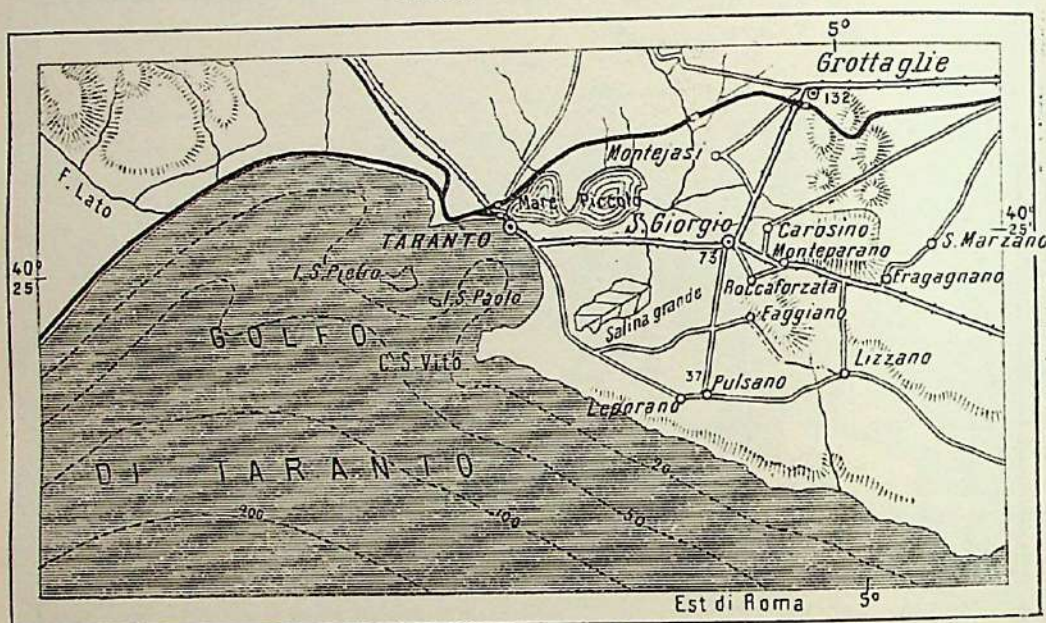 5°
Grottaglie
132
Montejasi
F. Lato
Mare Piccolo
40°
25'
TARANTO
S. Giorgio
Carosino
S. Marzano
Monteparano
73
40°
25'
I. S. Pietro
Roccaforzata
Fragagnano
I. S. Paolo
Salina grande
Faggiano
GOLFO
C. S. Vito
Lizzano
37
Pulsano
Leporano
DI TARANTO
20
50
100
200
Est di Roma
5°